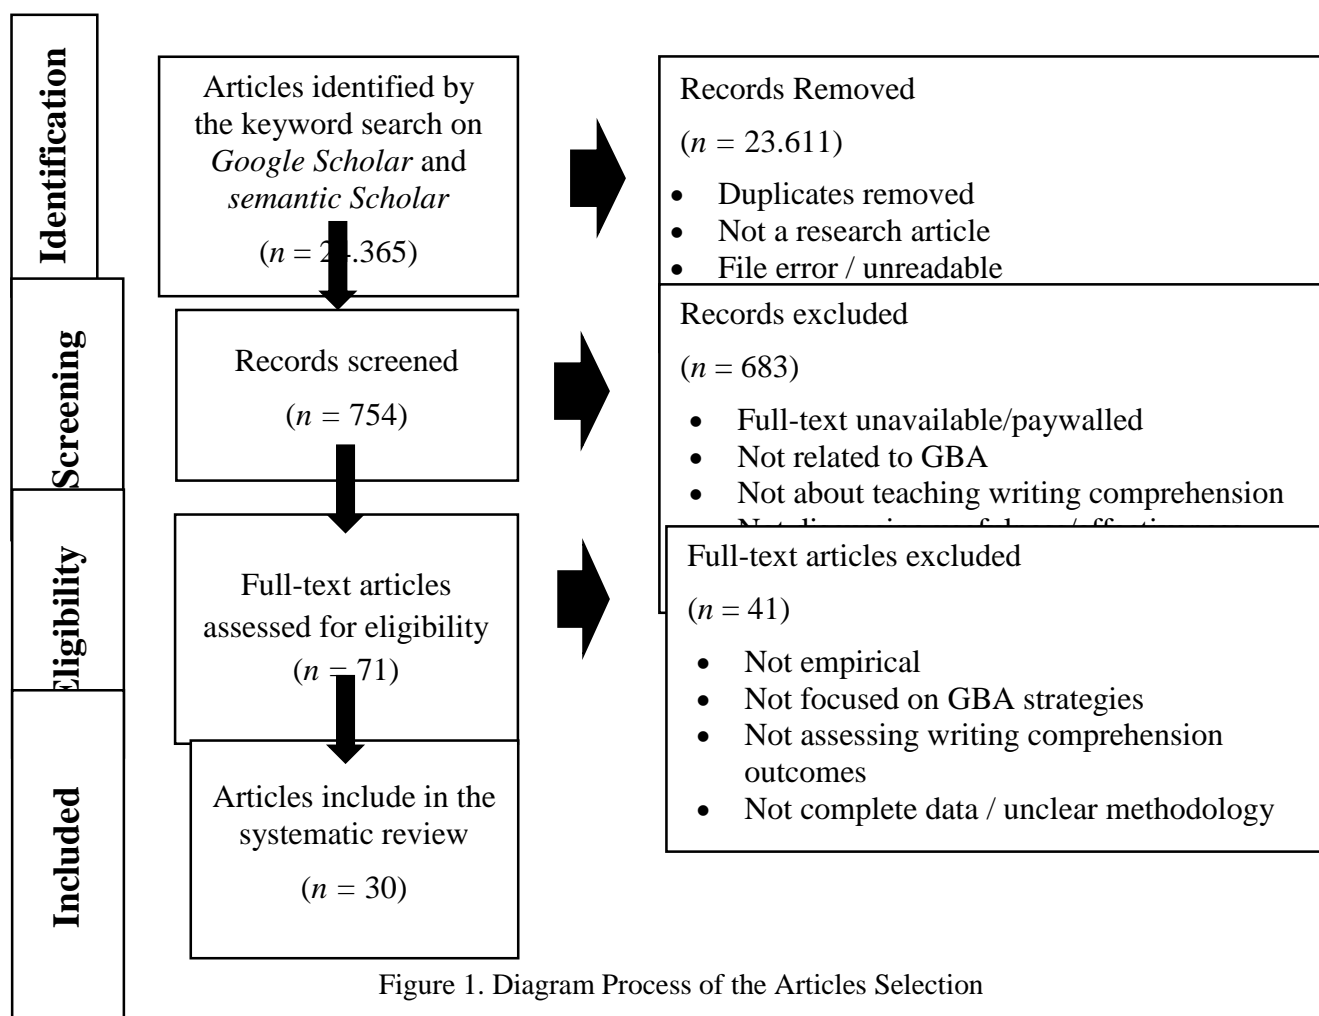 Identification
Articles identified by
the keyword search on
Google Scholar and
semantic Scholar
(n = 24.365)
Records Removed
(n = 23.611)
• Duplicates removed
• Not a research article
• File error / unreadable
Screening
Records screened
(n = 754)
Records excluded
(n = 683)
• Full-text unavailable/paywalled
• Not related to GBA
• Not about teaching writing comprehension
Eligibility
Full-text articles
assessed for eligibility
(n = 71)
Full-text articles excluded
(n = 41)
• Not empirical
• Not focused on GBA strategies
• Not assessing writing comprehension
outcomes
• Not complete data / unclear methodology
Included
Articles include in the
systematic review
(n = 30)
Figure 1. Diagram Process of the Articles Selection